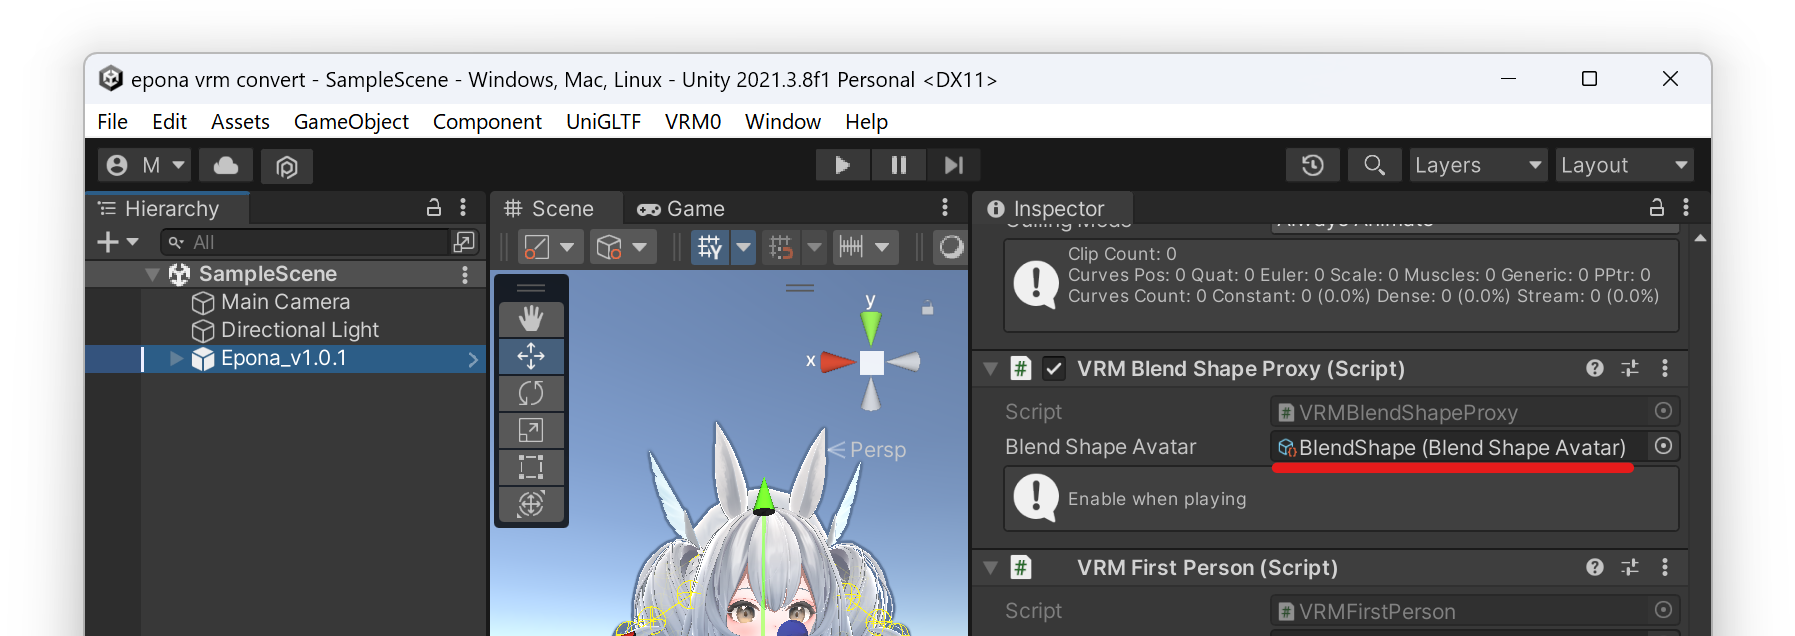 epona vrm convert - SampleScene - Windows, Mac, Linux - Unity 2021.3.8f1 Personal <DX11>
File Edit Assets GameObject Component UniGLTF VRM0 Window Help
M Layers Layout
Hierarchy
All
SampleScene
Main Camera
Directional Light
Epona_v1.0.1
Scene Game
y
x
Persp
Inspector
Culling Mode Always Animate
Clip Count: 0
Curves Pos: 0 Quat: 0 Euler: 0 Scale: 0 Muscles: 0 Generic: 0 PPtr: 0
Curves Count: 0 Constant: 0 (0.0%) Dense: 0 (0.0%) Stream: 0 (0.0%)
VRM Blend Shape Proxy (Script)
Script VRMBlendShapeProxy
Blend Shape Avatar BlendShape (Blend Shape Avatar)
Enable when playing
VRM First Person (Script)
Script VRMFirstPerson